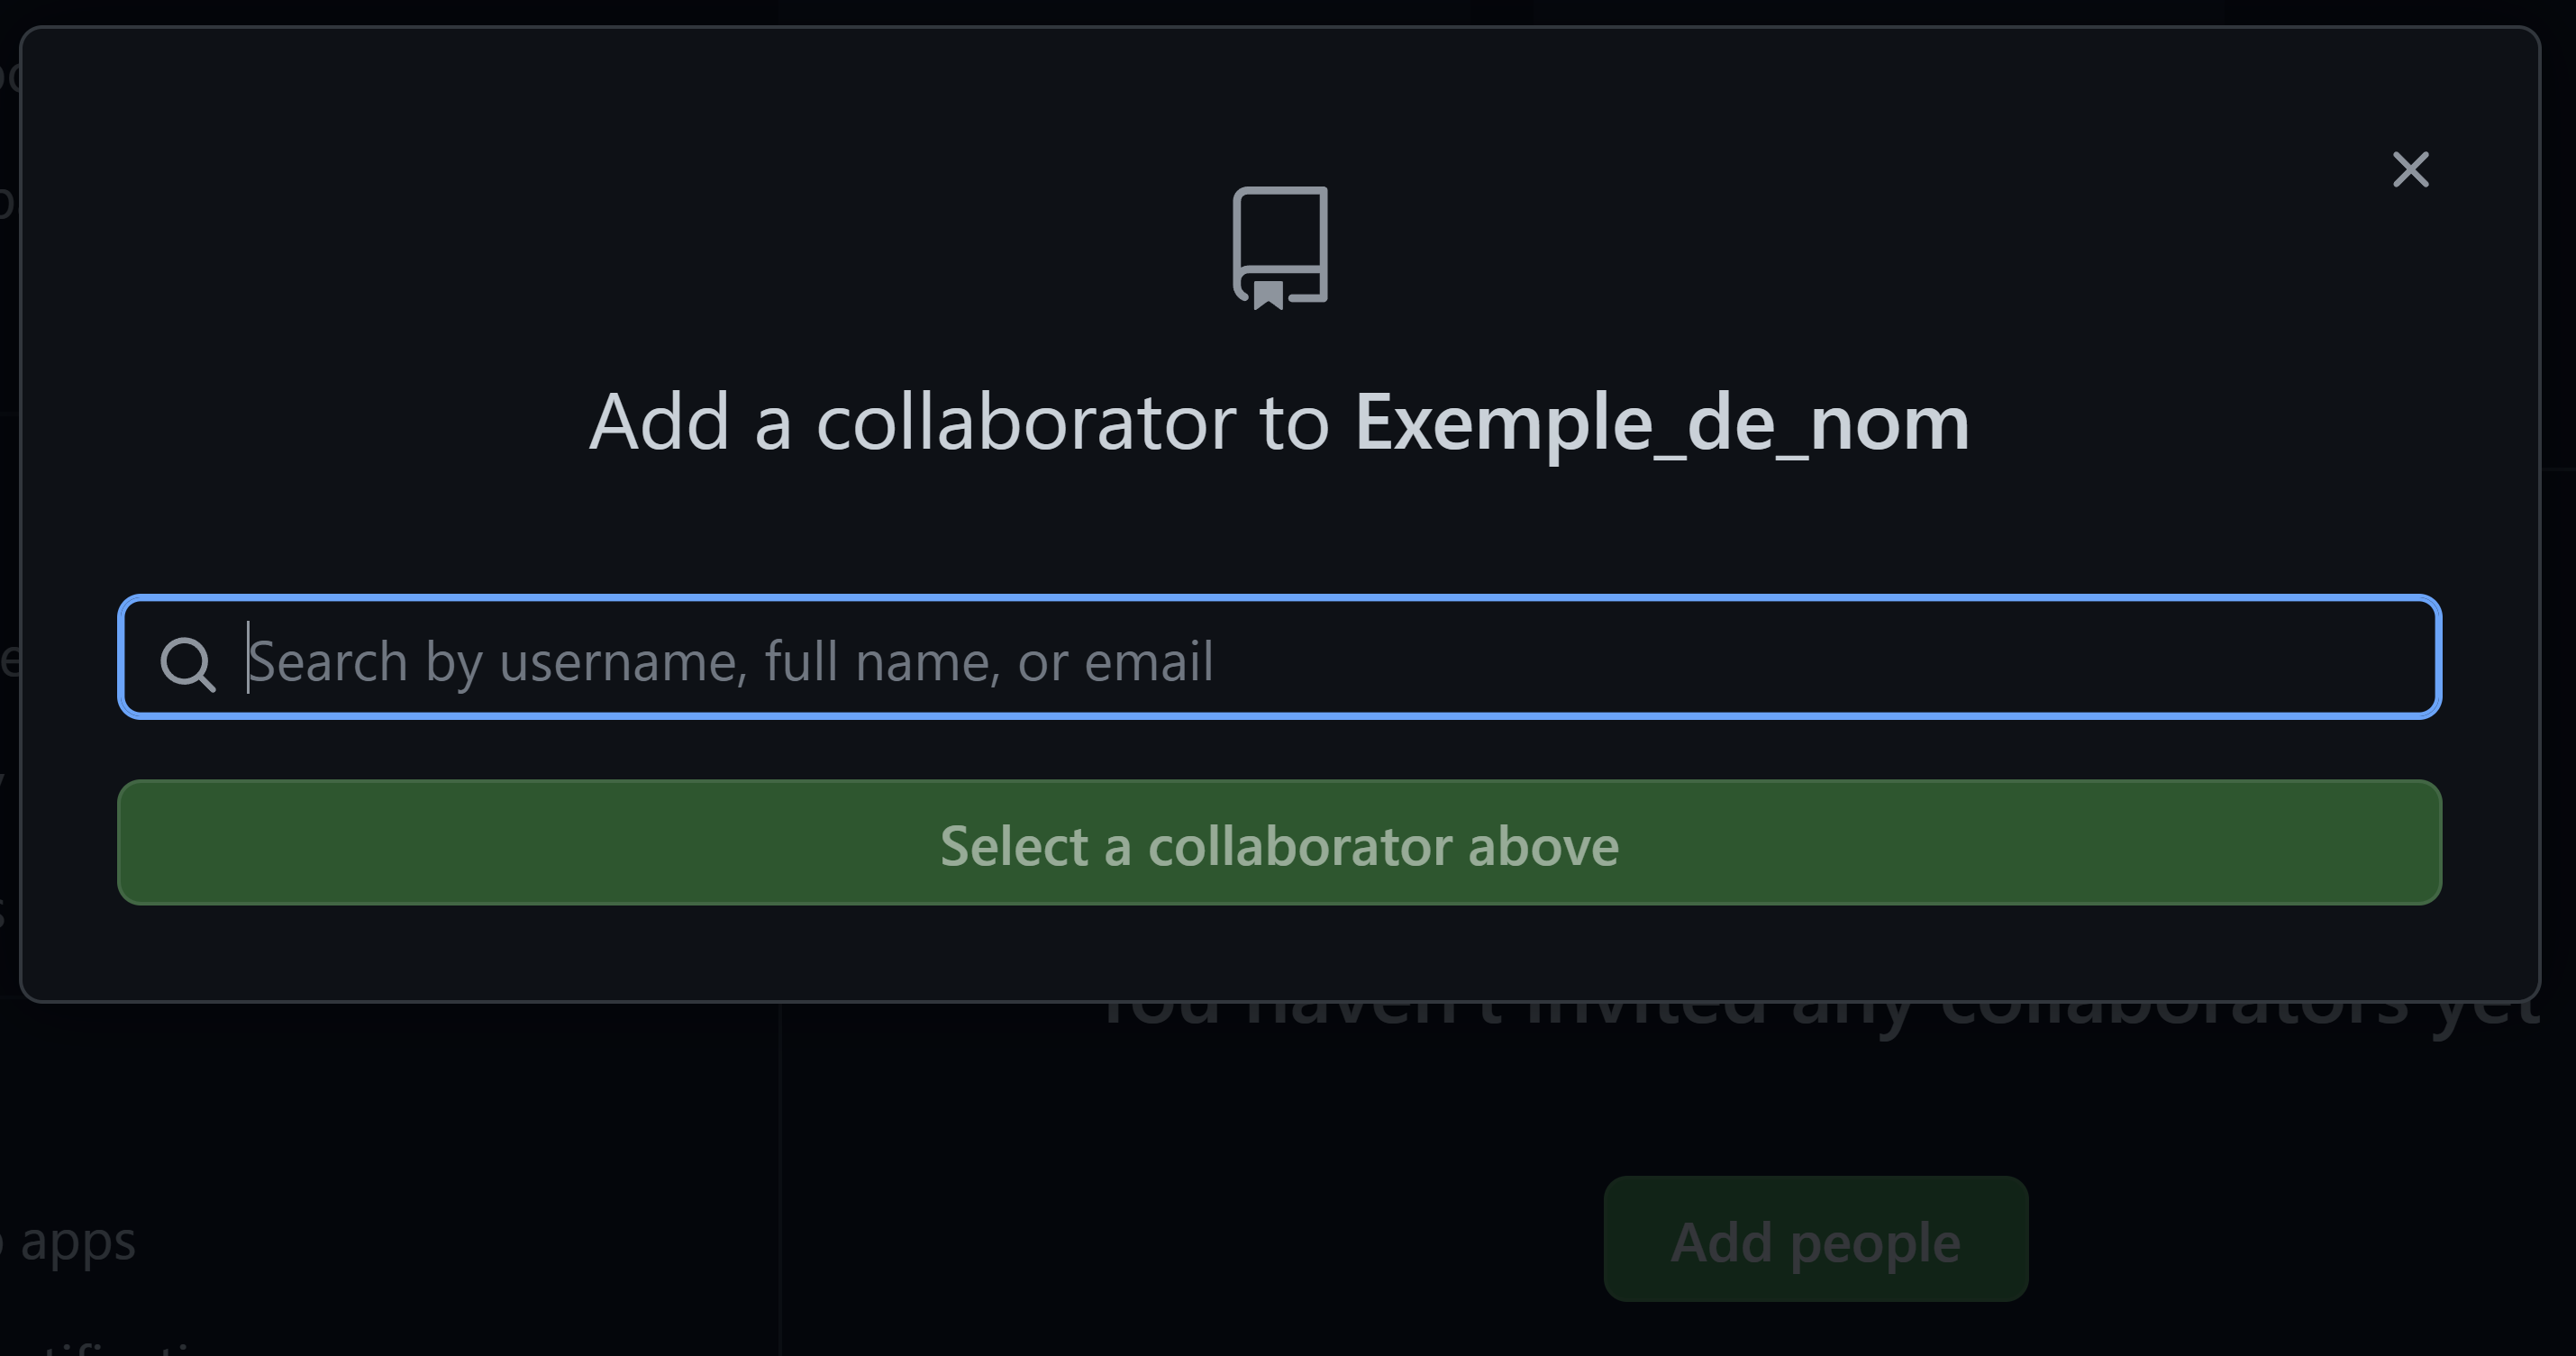 Add a collaborator to Exemple_de_nom
Search by username, full name, or email
Select a collaborator above
You haven't invited any collaborators yet
Add people
apps